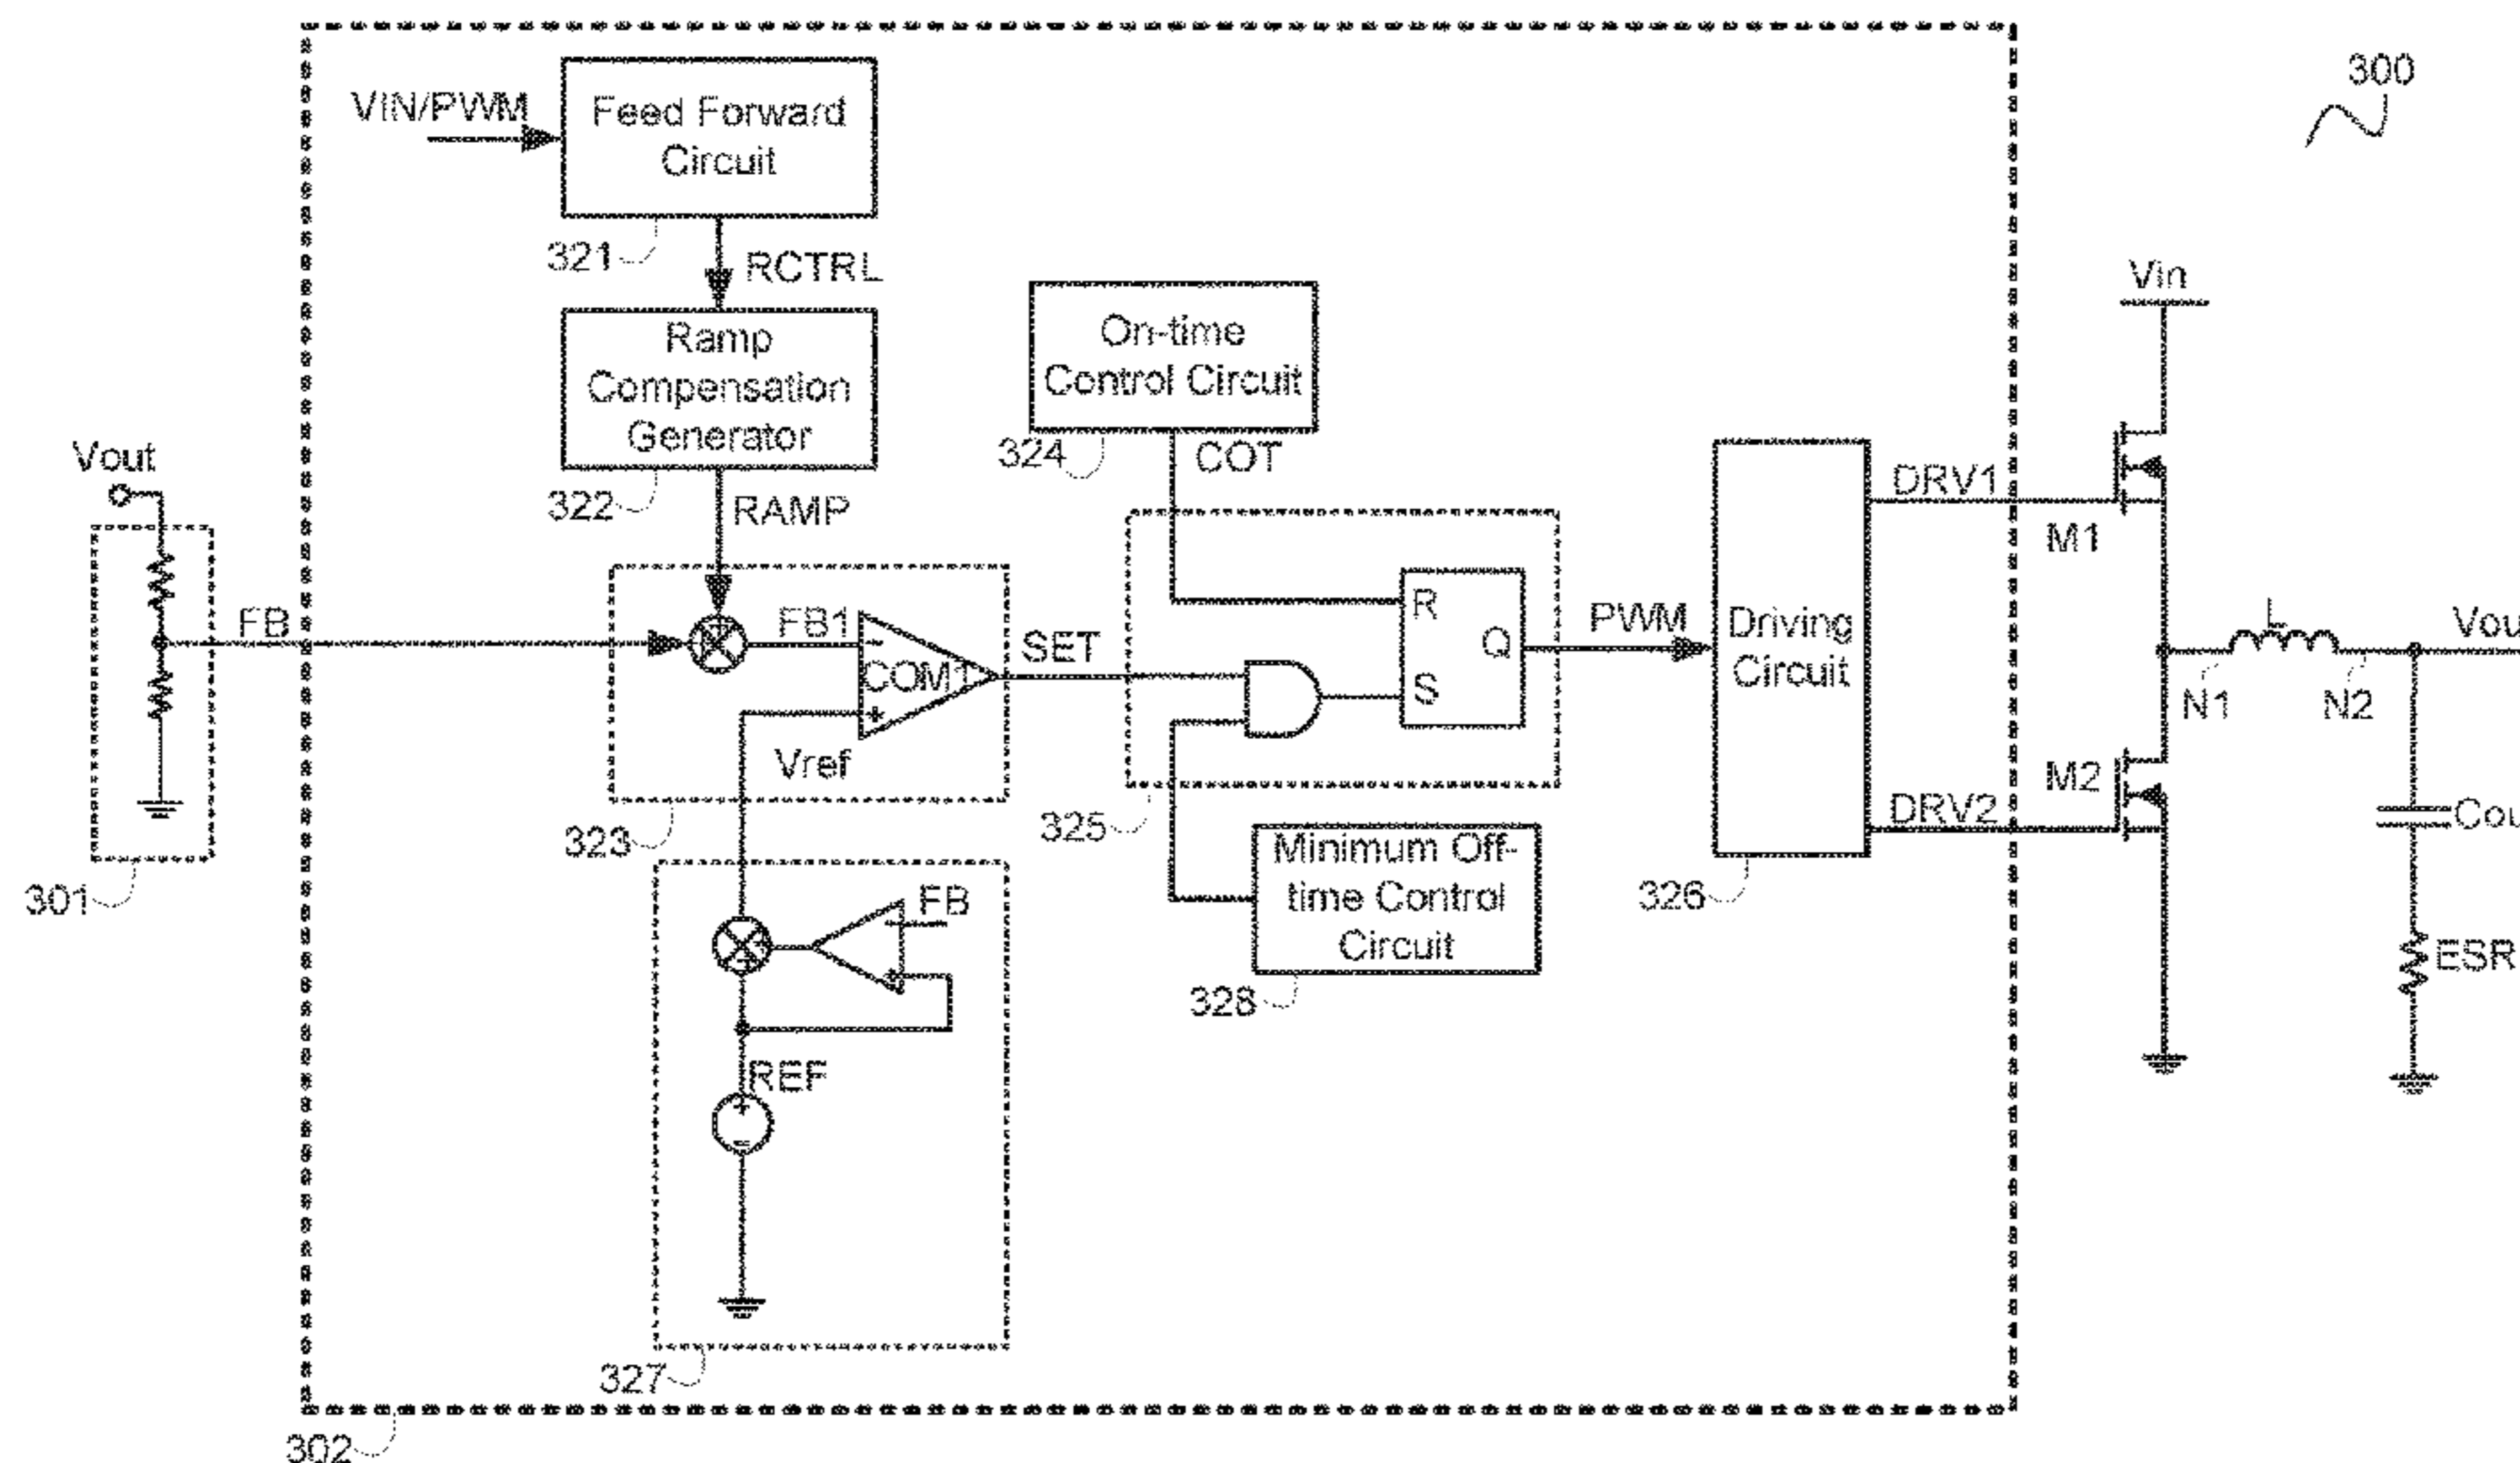 300
VIN/PWM
Feed Forward
Circuit
321
RCTRL
Ramp
Compensation
Generator
322
RAMP
On-time
Control Circuit
324
COT
Vin
Vout
301
FB
FB1
-
COM1
+
Vref
323
SET
R
S
Q
325
PWM
Driving
Circuit
326
DRV1
M1
DRV2
M2
L
N1
N2
Vou
Cou
ESR
Minimum Off-
time Control
Circuit
328
FB
REF
+
-
327
302